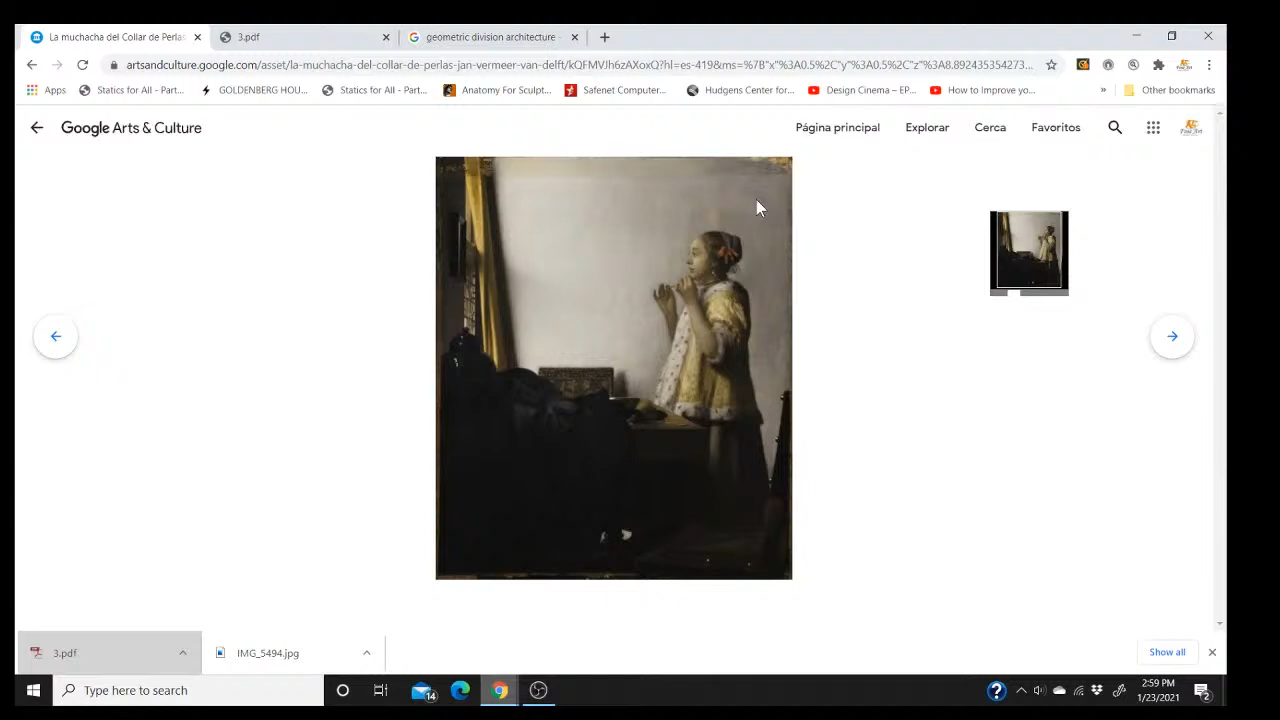 La muchacha del Collar de Perlas
3.pdf
geometric division architecture -
artsandculture.google.com/asset/la-muchacha-del-collar-de-perlas-jan-vermeer-van-delft/kQFMVJh6zAXoxQ?hl=es-419&ms=%7B"x"%3A0.5%2C"y"%3A0.5%2C"z"%3A8.892435354273...
Apps
Statics for All - Part...
GOLDENBERG HOU...
Statics for All - Part...
Anatomy For Sculpt...
Safenet Computer...
Hudgens Center for...
Design Cinema – EP...
How to Improve yo...
»
Other bookmarks
Google Arts & Culture
Página principal
Explorar
Cerca
Favoritos
3.pdf
IMG_5494.jpg
Show all
Type here to search
14
2:59 PM
1/23/2021
2